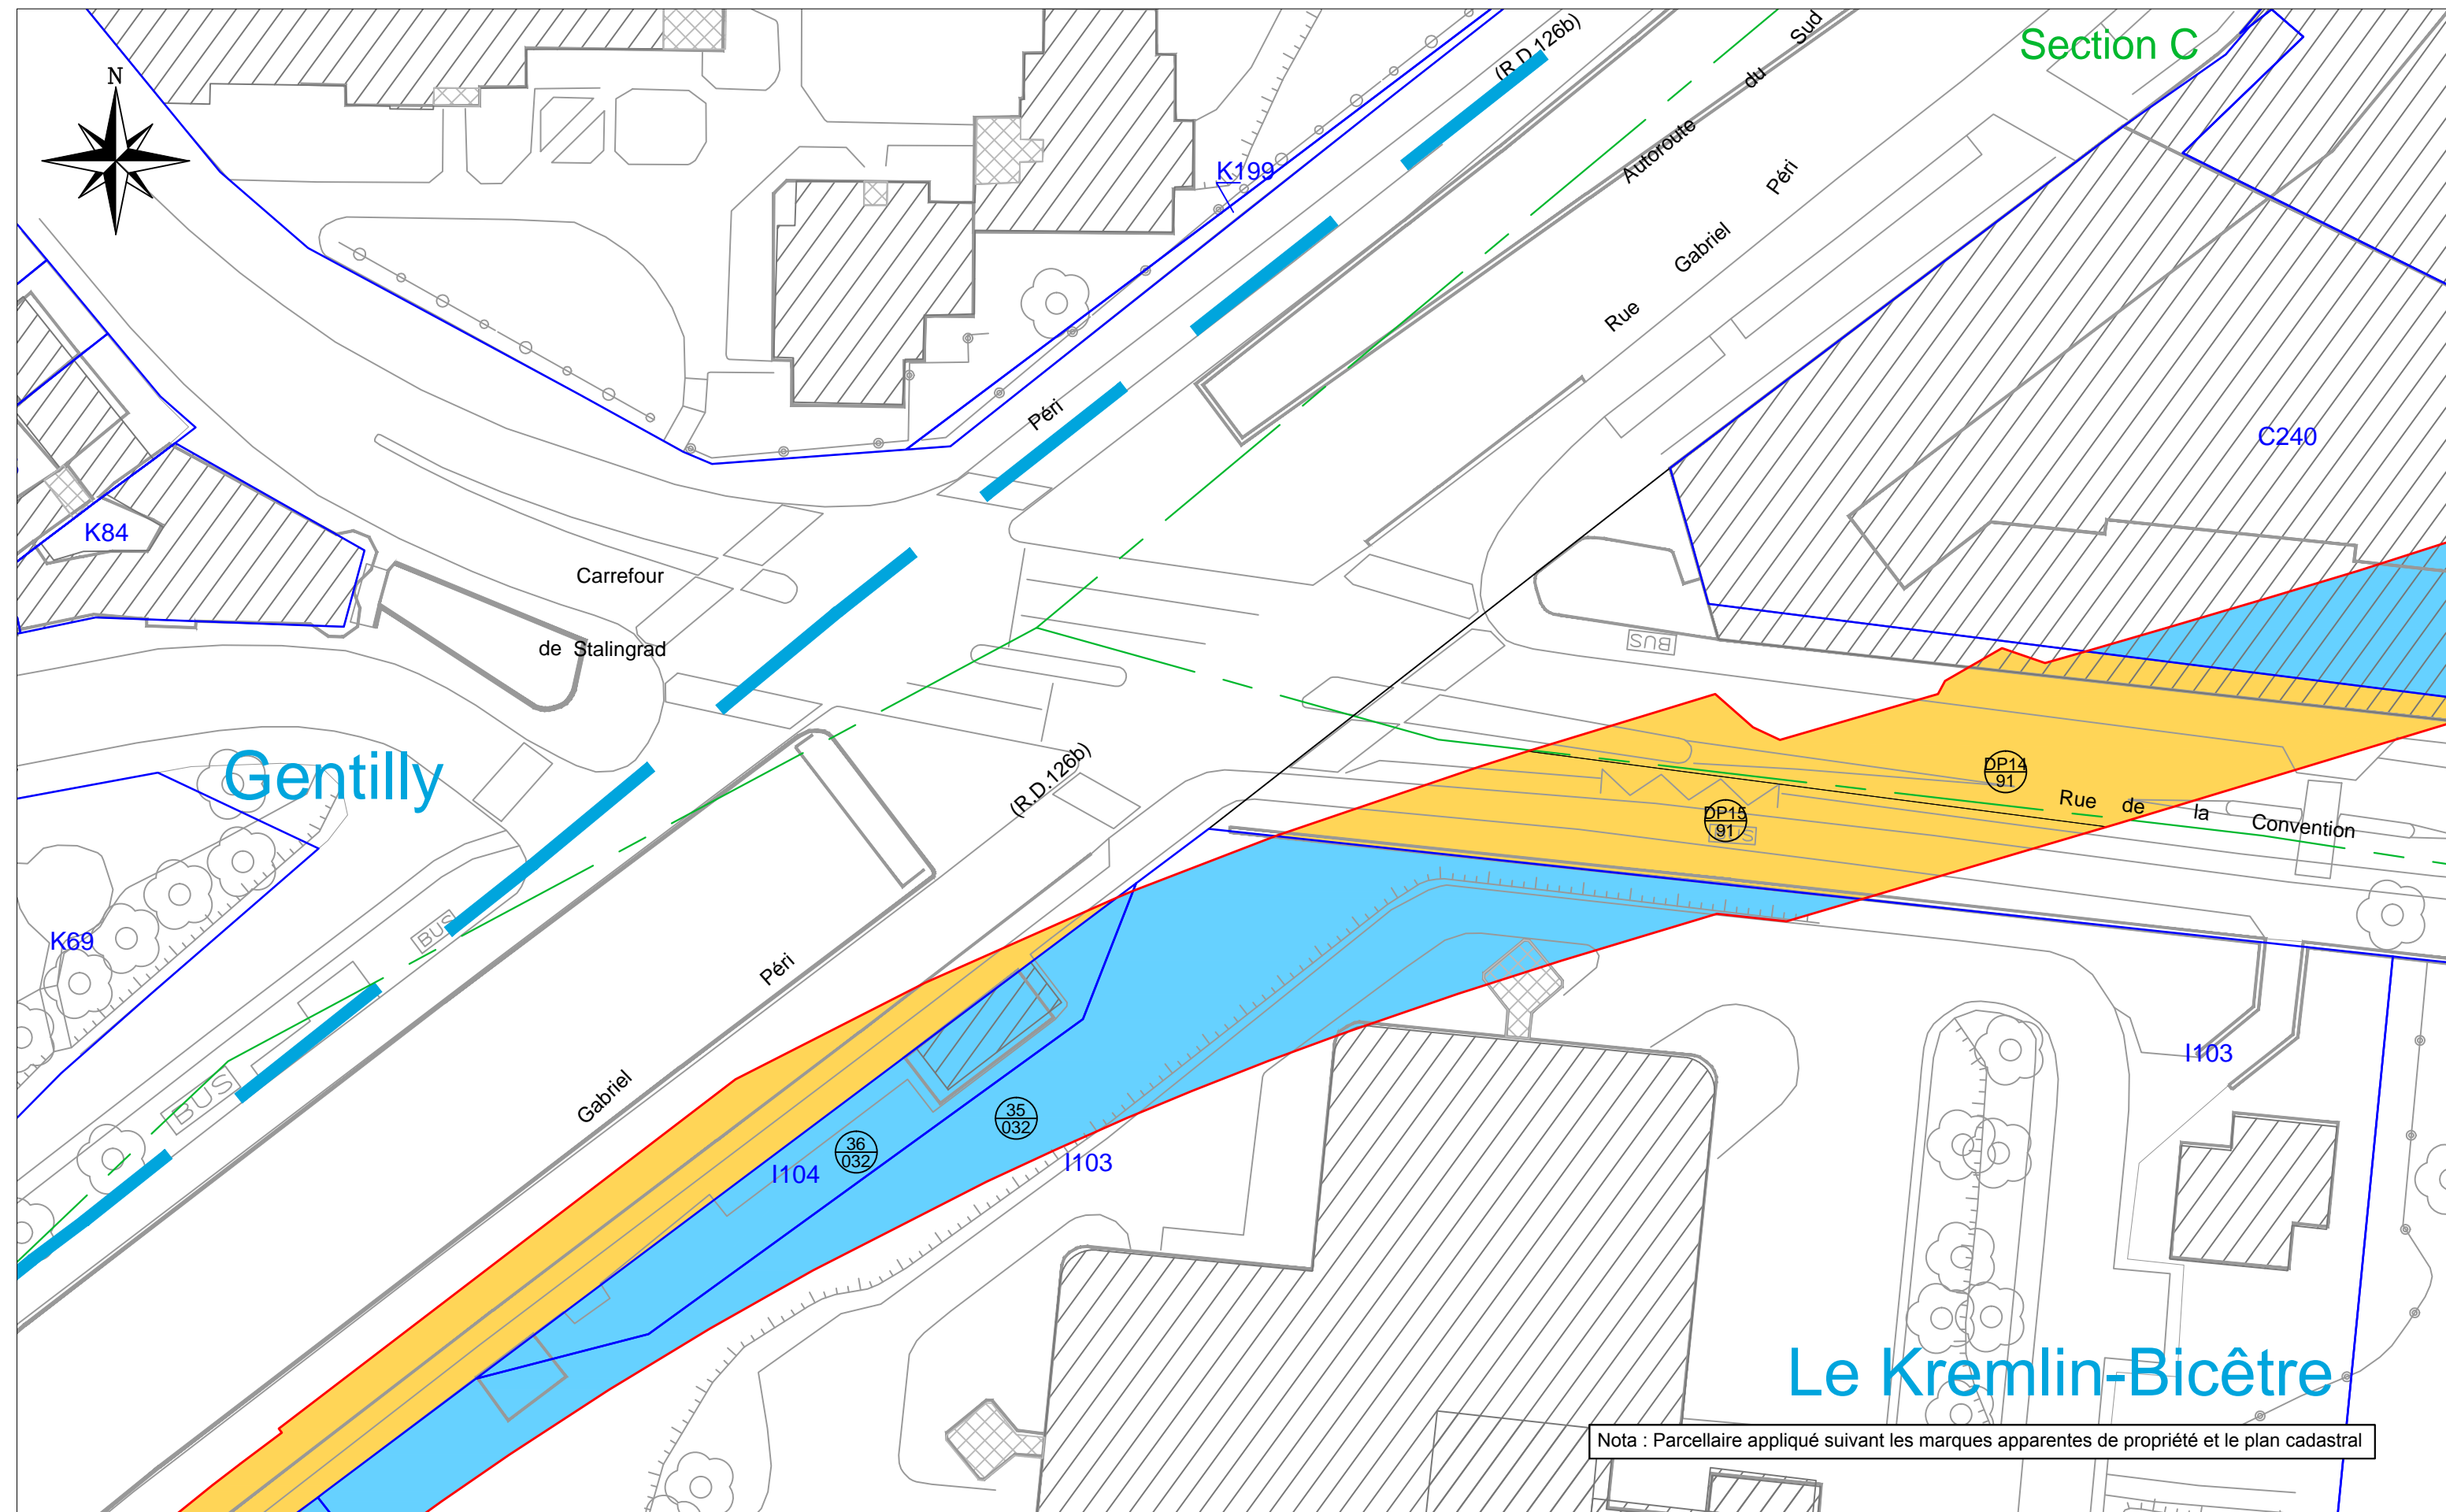 N
(R.D.126b)
Sud
du
Autoroute
Section C
K199
Péri
Gabriel
Rue
Péri
C240
K84
Carrefour
de Stalingrad
BUS
Gentilly
(R.D.126b)
DP14
91
DP15
91
BUS
Rue de la Convention
K69
BUS
Péri
BUS
Gabriel
I103
35
032
36
032
I104
I103
Le Kremlin-Bicêtre
Nota : Parcellaire appliqué suivant les marques apparentes de propriété et le plan cadastral